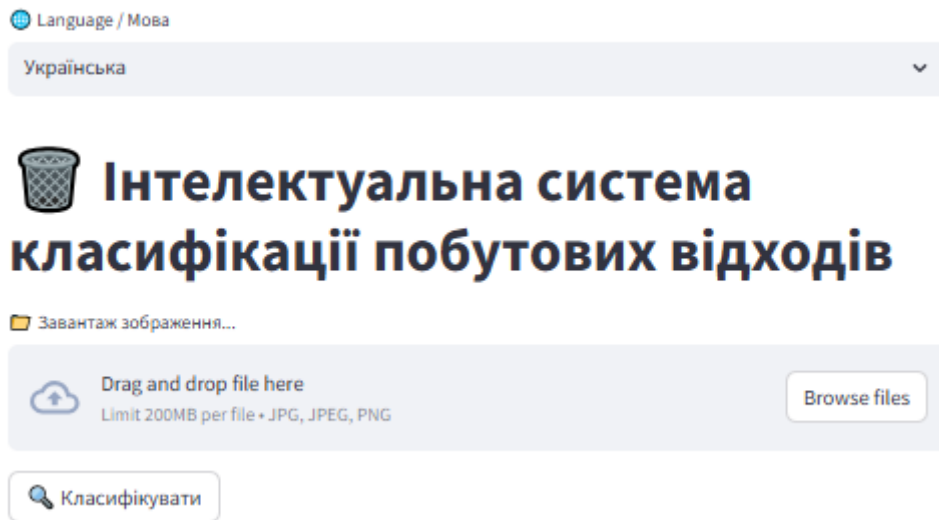 🌐 Language / Мова
Українська
🗑️ Інтелектуальна система
класифікації побутових відходів
📁 Завантаж зображення...
Drag and drop file here
Limit 200MB per file • JPG, JPEG, PNG
Browse files
🔍 Класифікувати